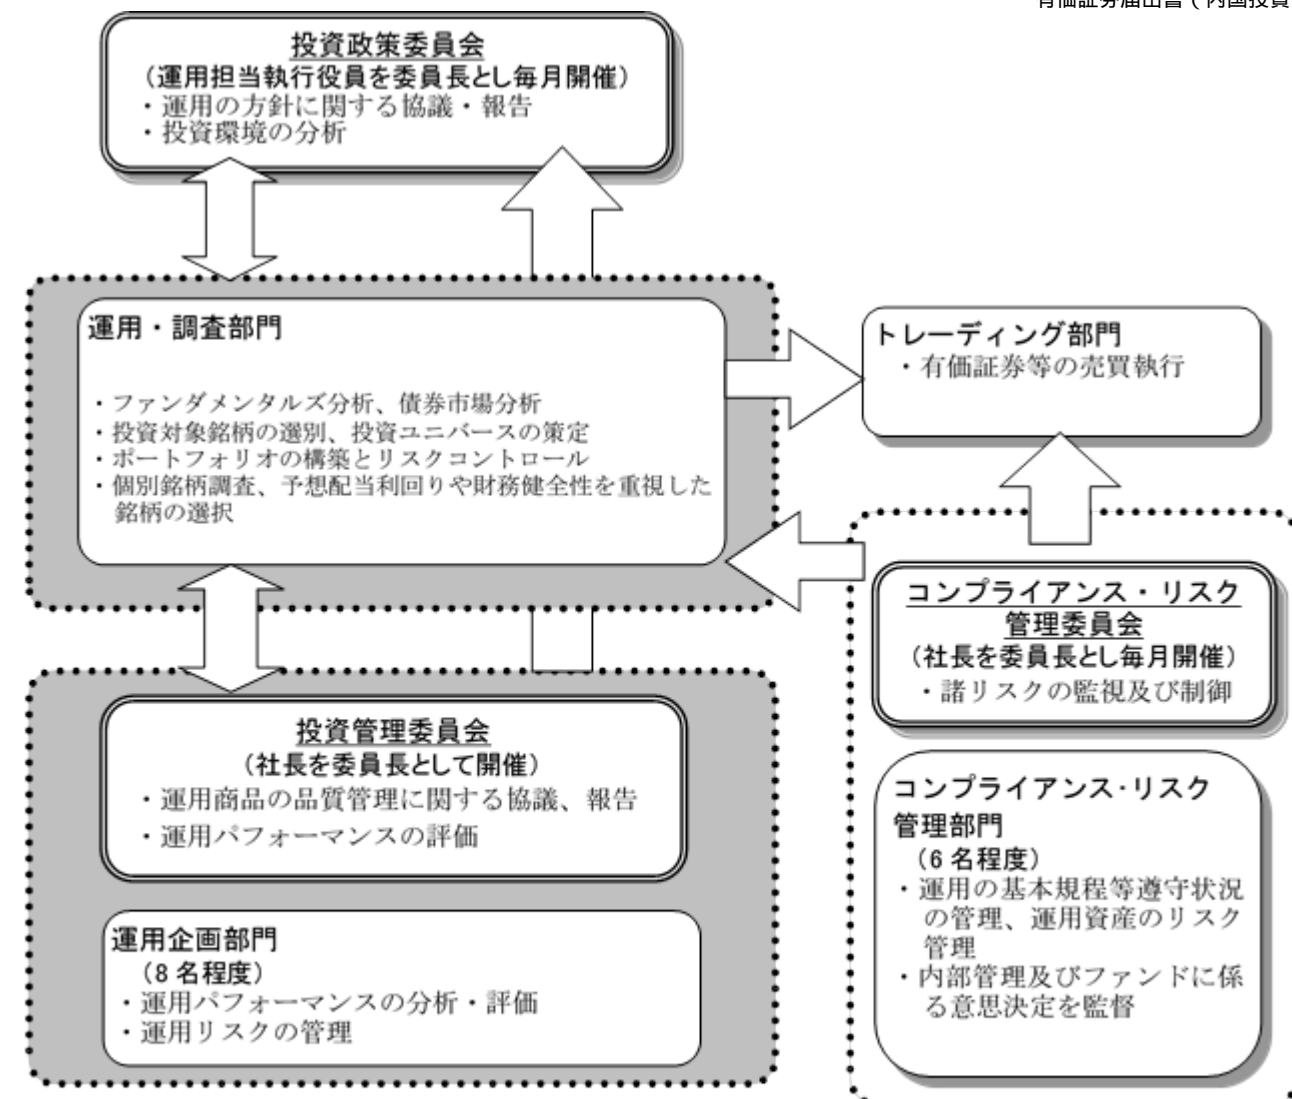 有価証券届出書（内国投資
投資政策委員会
（運用担当執行役員を委員長とし毎月開催）
・運用の方針に関する協議・報告
・投資環境の分析
運用・調査部門
・ファンダメンタルズ分析、債券市場分析
・投資対象銘柄の選別、投資ユニバースの策定
・ポートフォリオの構築とリスクコントロール
・個別銘柄調査、予想配当利回りや財務健全性を重視した
銘柄の選択
トレーディング部門
・有価証券等の売買執行
コンプライアンス・リスク
管理委員会
（社長を委員長とし毎月開催）
・諸リスクの監視及び制御
投資管理委員会
（社長を委員長として開催）
・運用商品の品質管理に関する協議、報告
・運用パフォーマンスの評価
コンプライアンス・リスク
管理部門
（6 名程度）
・運用の基本規程等遵守状況
の管理、運用資産のリスク
管理
・内部管理及びファンドに係
る意思決定を監督
運用企画部門
（8 名程度）
・運用パフォーマンスの分析・評価
・運用リスクの管理